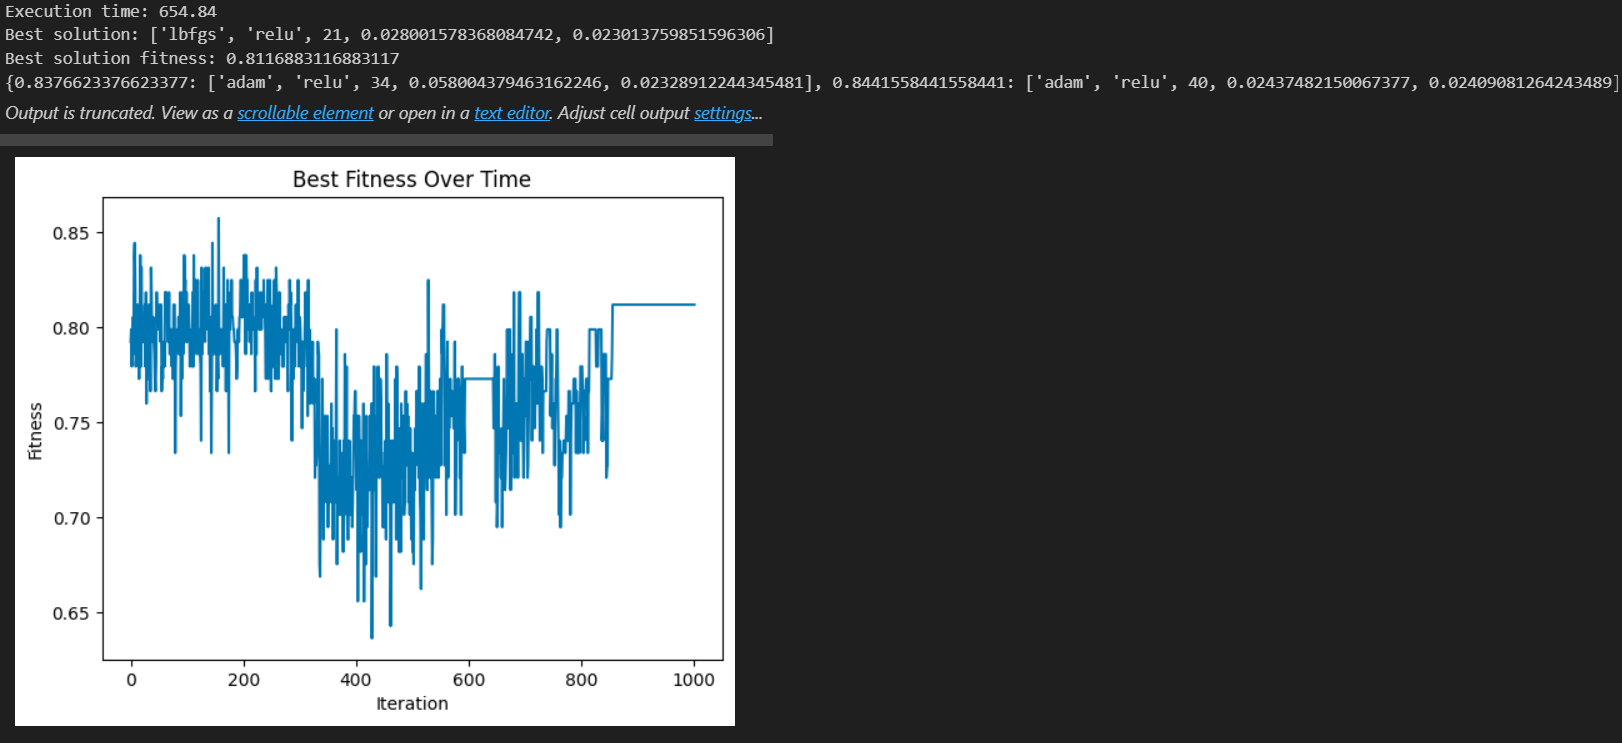 Execution time: 654.84
Best solution: ['lbfgs', 'relu', 21, 0.028001578368084742, 0.023013759851596306]
Best solution fitness: 0.8116883116883117
{0.8376623376623377: ['adam', 'relu', 34, 0.058004379463162246, 0.02328912244345481], 0.8441558441558441: ['adam', 'relu', 40, 0.02437482150067377, 0.02409081264243489]
Output is truncated. View as a scrollable element or open in a text editor. Adjust cell output settings...
Best Fitness Over Time
0.85
0.80
0.75
0.70
0.65
Fitness
0 200 400 600 800 1000
Iteration